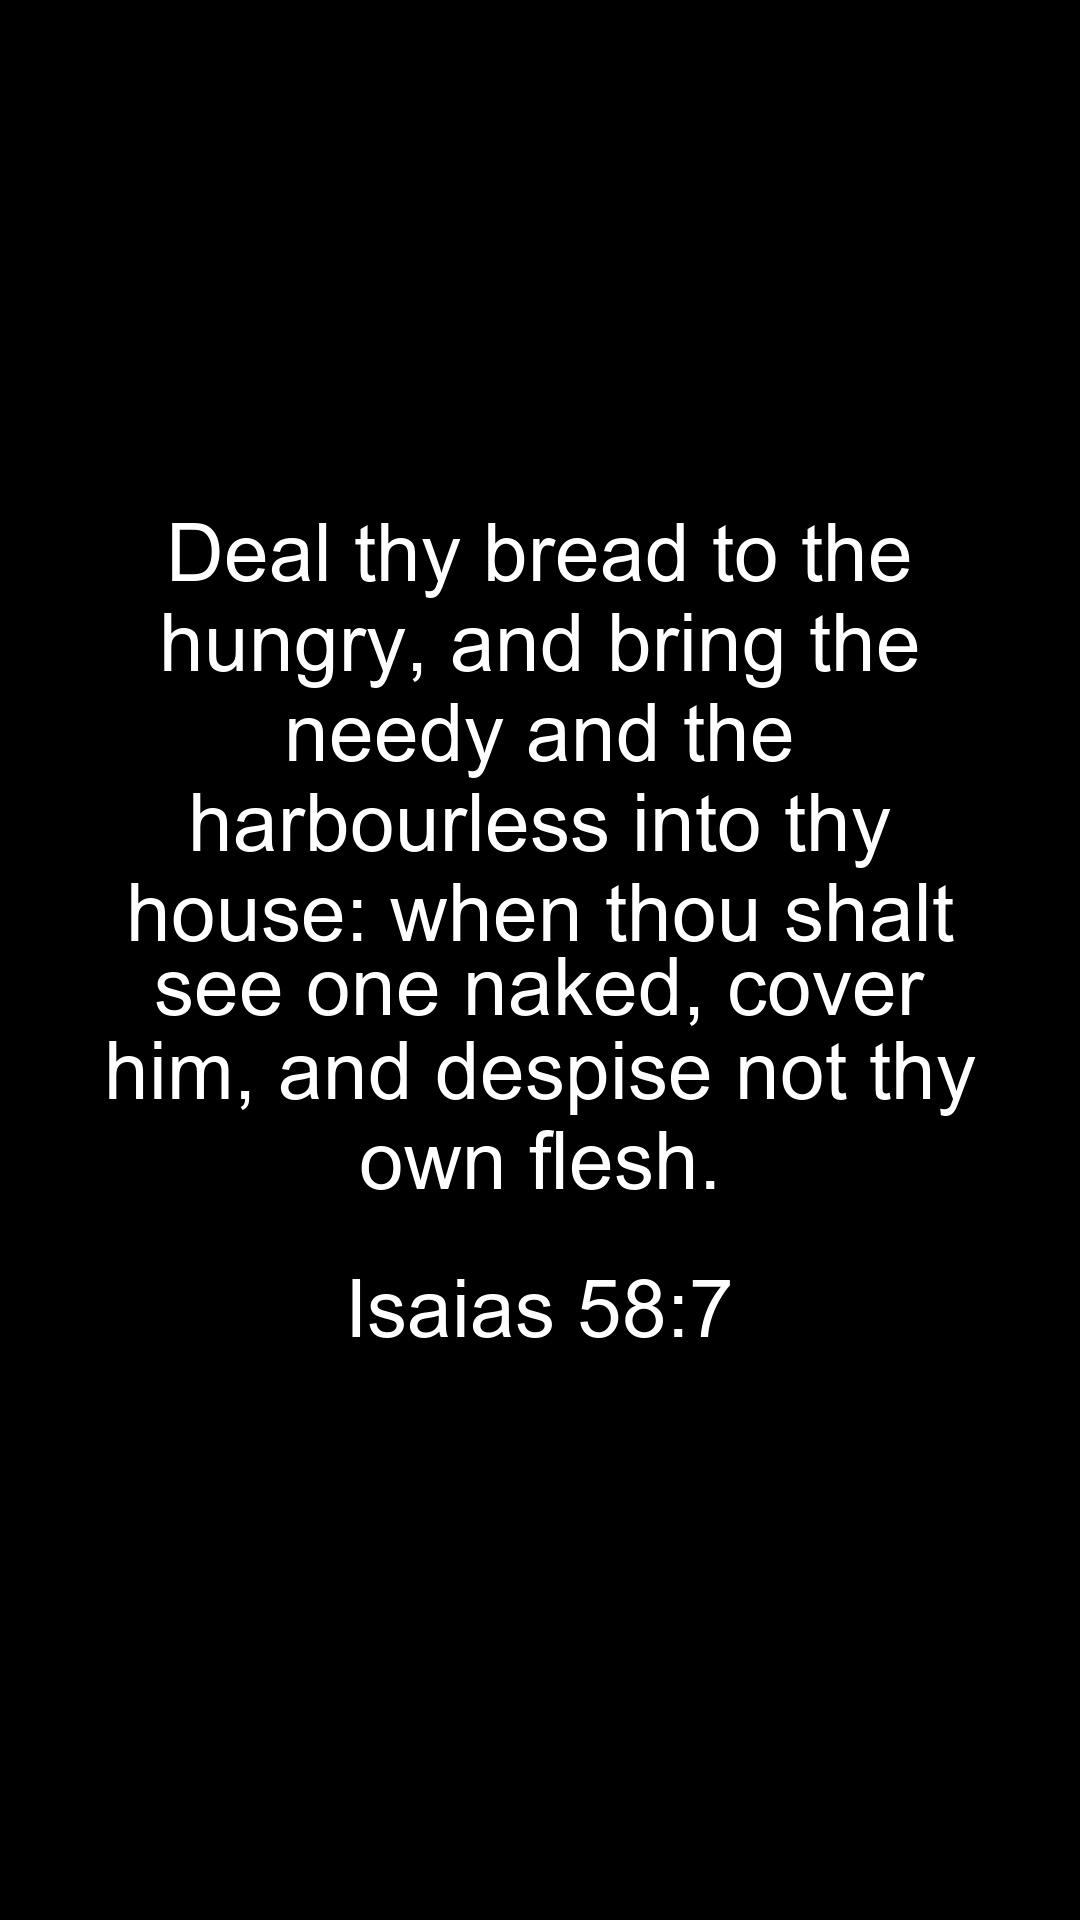 Deal thy bread to the
hungry, and bring the
needy and the
harbourless into thy
house: when thou shalt
see one naked, cover
him, and despise not thy
own flesh.
Isaias 58:7